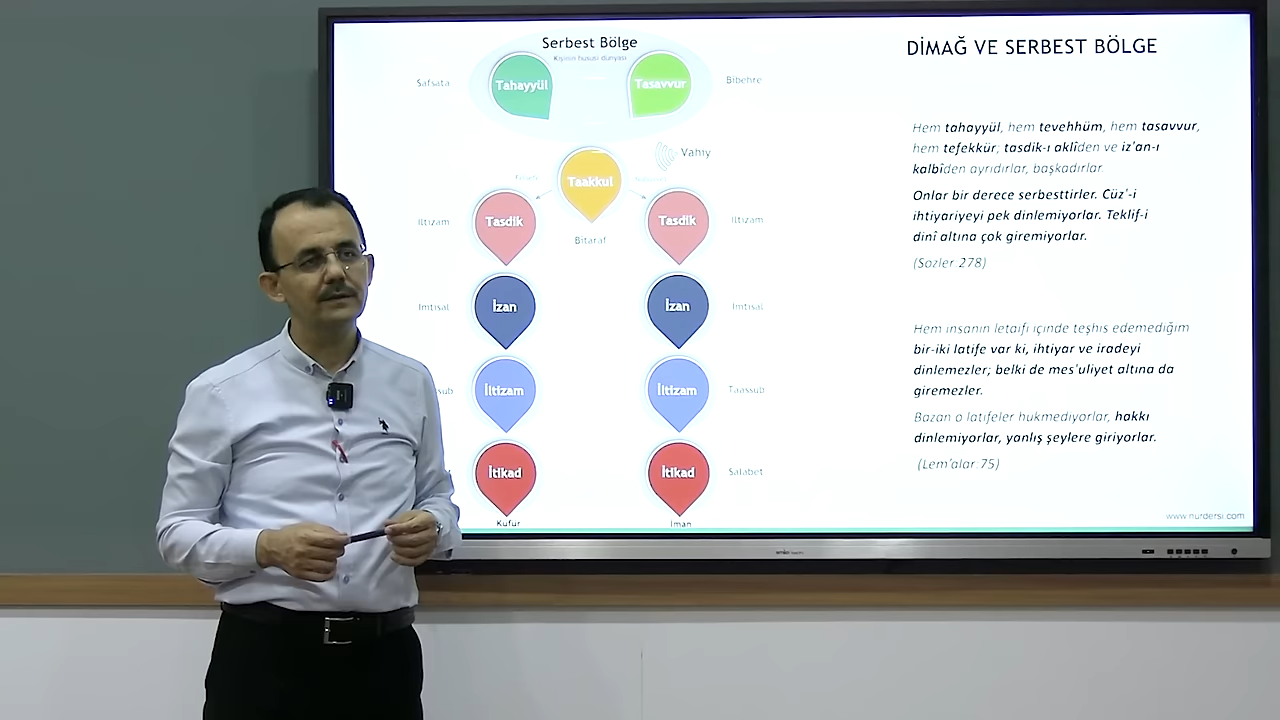 Serbest Bölge
Kişinin hususi dünyası
Safsata
Tahayyül
Tasavvur
Bibehre
Vahiy
Taakkul
Bitaraf
İltizam
Tasdik
Tasdik
İltizam
İmtisal
İzan
İzan
İmtisal
sub
İltizam
İltizam
Taassub
İtikad
İtikad
Salabet
Küfür
İman
DİMAĞ VE SERBEST BÖLGE
Hem tahayyül, hem tevehhüm, hem tasavvur,
hem tefekkür; tasdik-ı aklîden ve iz'an-ı
kalbîden ayrıdırlar, başkadırlar.
Onlar bir derece serbesttirler. Cüz'-i
ihtiyariyeyi pek dinlemiyorlar. Teklif-i
dinî altına çok giremiyorlar.
(Sözler 278)
Hem insanın letaifi içinde teşhis edemediğim
bir-iki latife var ki, ihtiyar ve iradeyi
dinlemezler; belki de mes'uliyet altına da
giremezler.
Bazan o latifeler hükmediyorlar, hakkı
dinlemiyorlar, yanlış şeylere giriyorlar.
(Lem'alar 75)
www.nurdersi.com